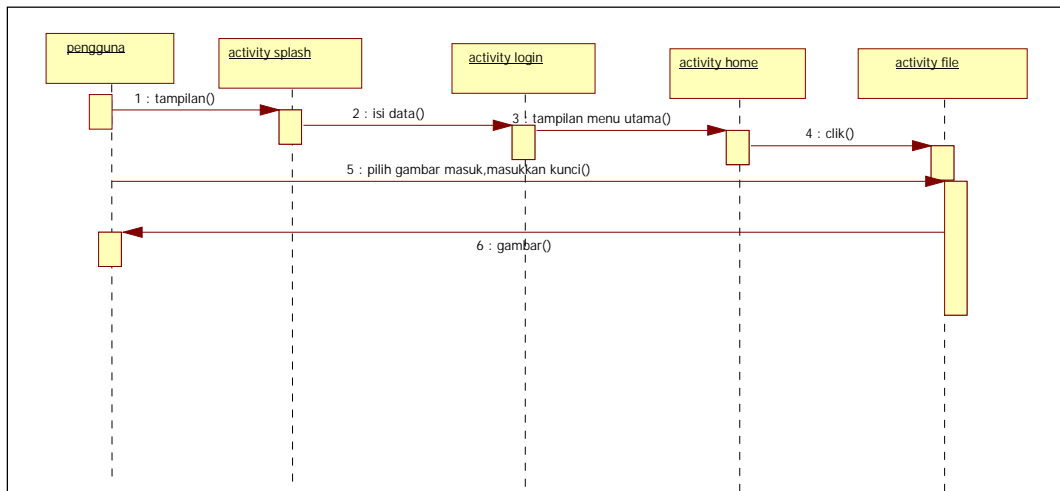 pengguna
activity splash
activity login
activity home
activity file
1 : tampilan()
2 : isi data()
3 : tampilan menu utama()
4 : clik()
5 : pilih gambar masuk,masukkan kunci()
6 : gambar()